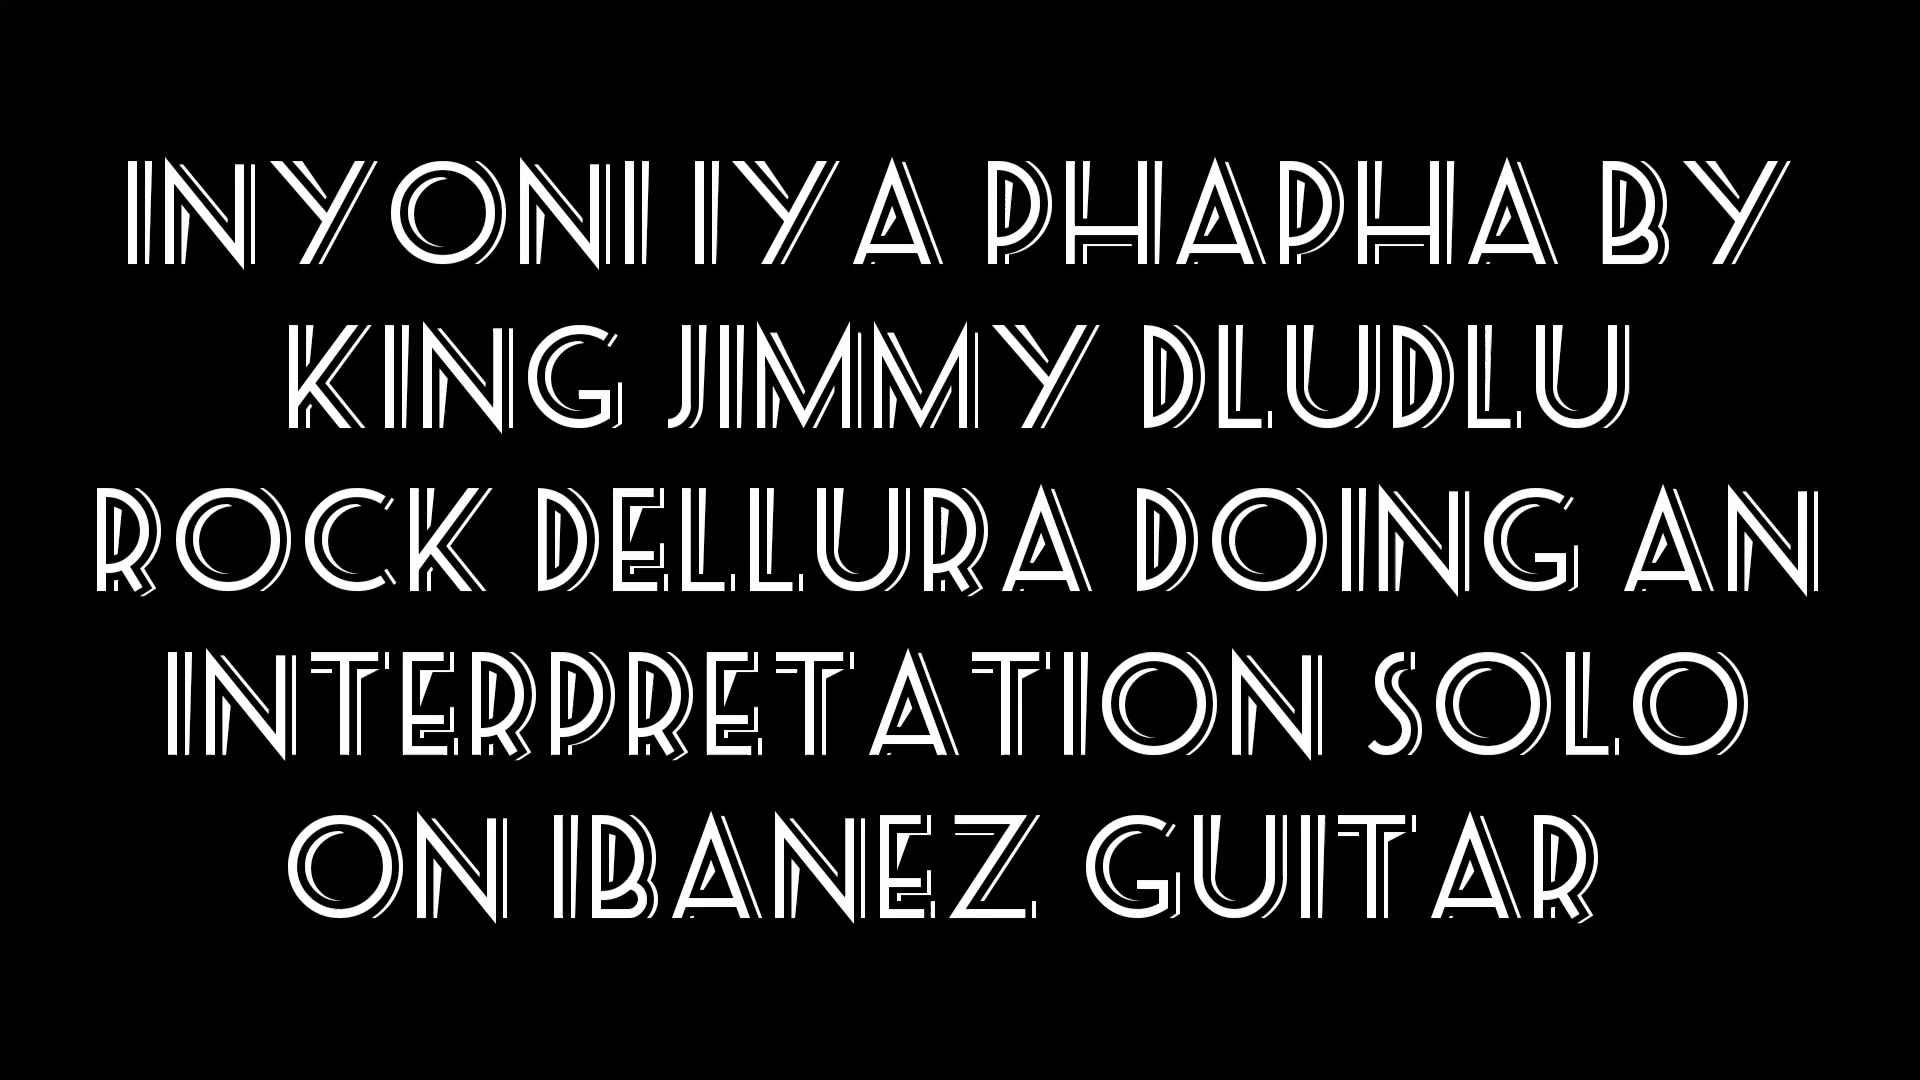 INYONI IYA PHAPHA BY
KING JIMMY DLUDLU
ROCK DELLURA DOING AN
INTERPRETATION SOLO
ON IBANEZ GUITAR